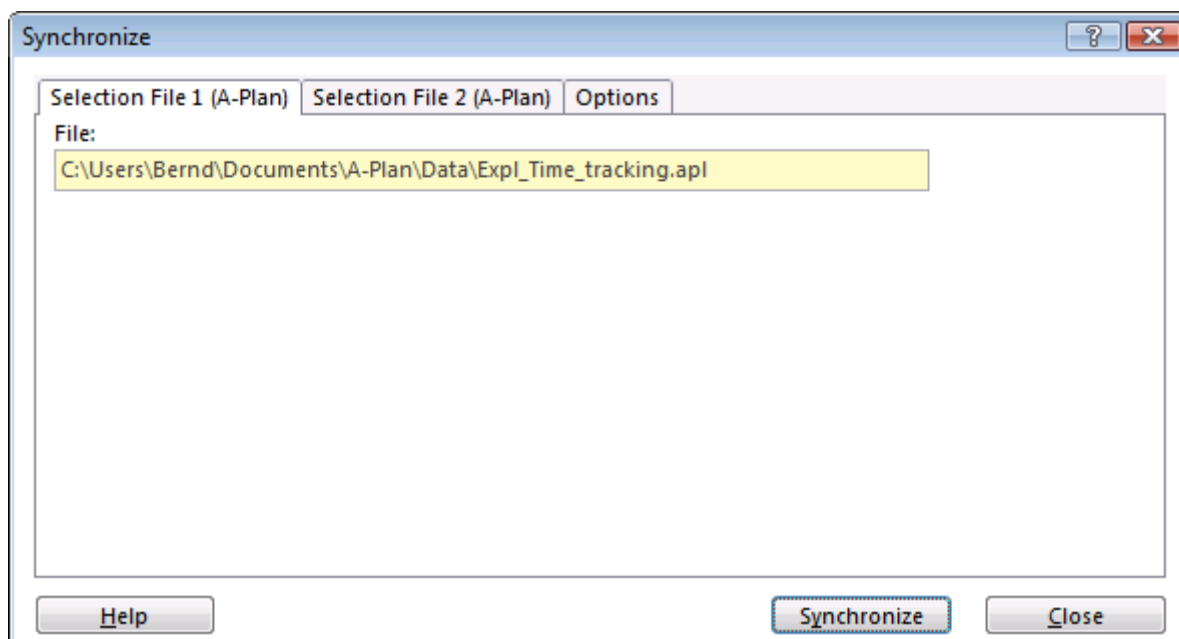 Synchronize
?
Selection File 1 (A-Plan) Selection File 2 (A-Plan) Options
File:
C:\Users\Bernd\Documents\A-Plan\Data\Expl_Time_tracking.apl
Help Synchronize Close